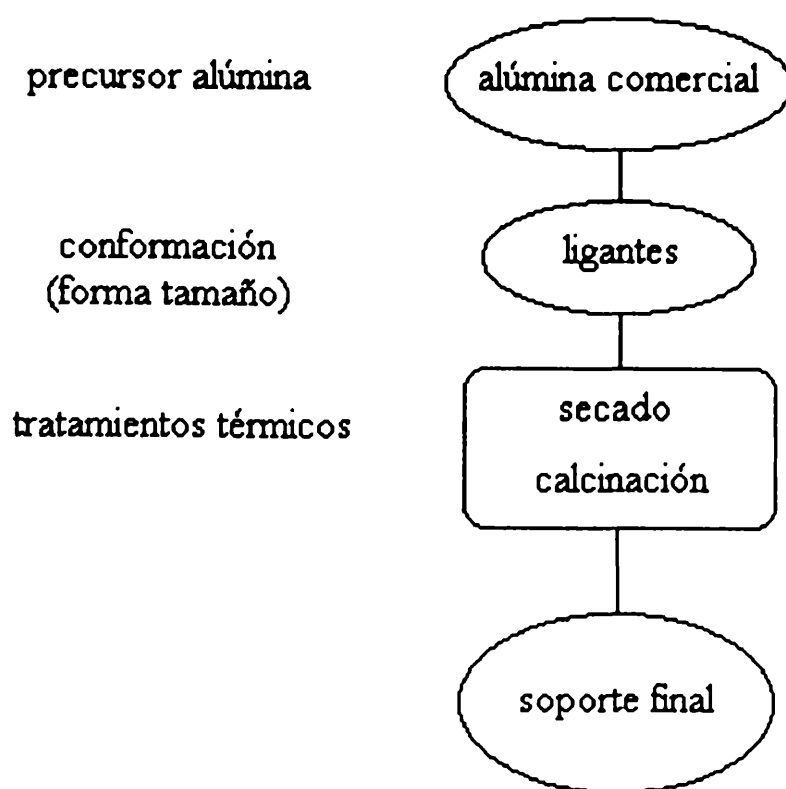 precursor alúmina
alúmina comercial
conformación
(forma tamaño)
ligantes
tratamientos térmicos
secado
calcinación
soporte final